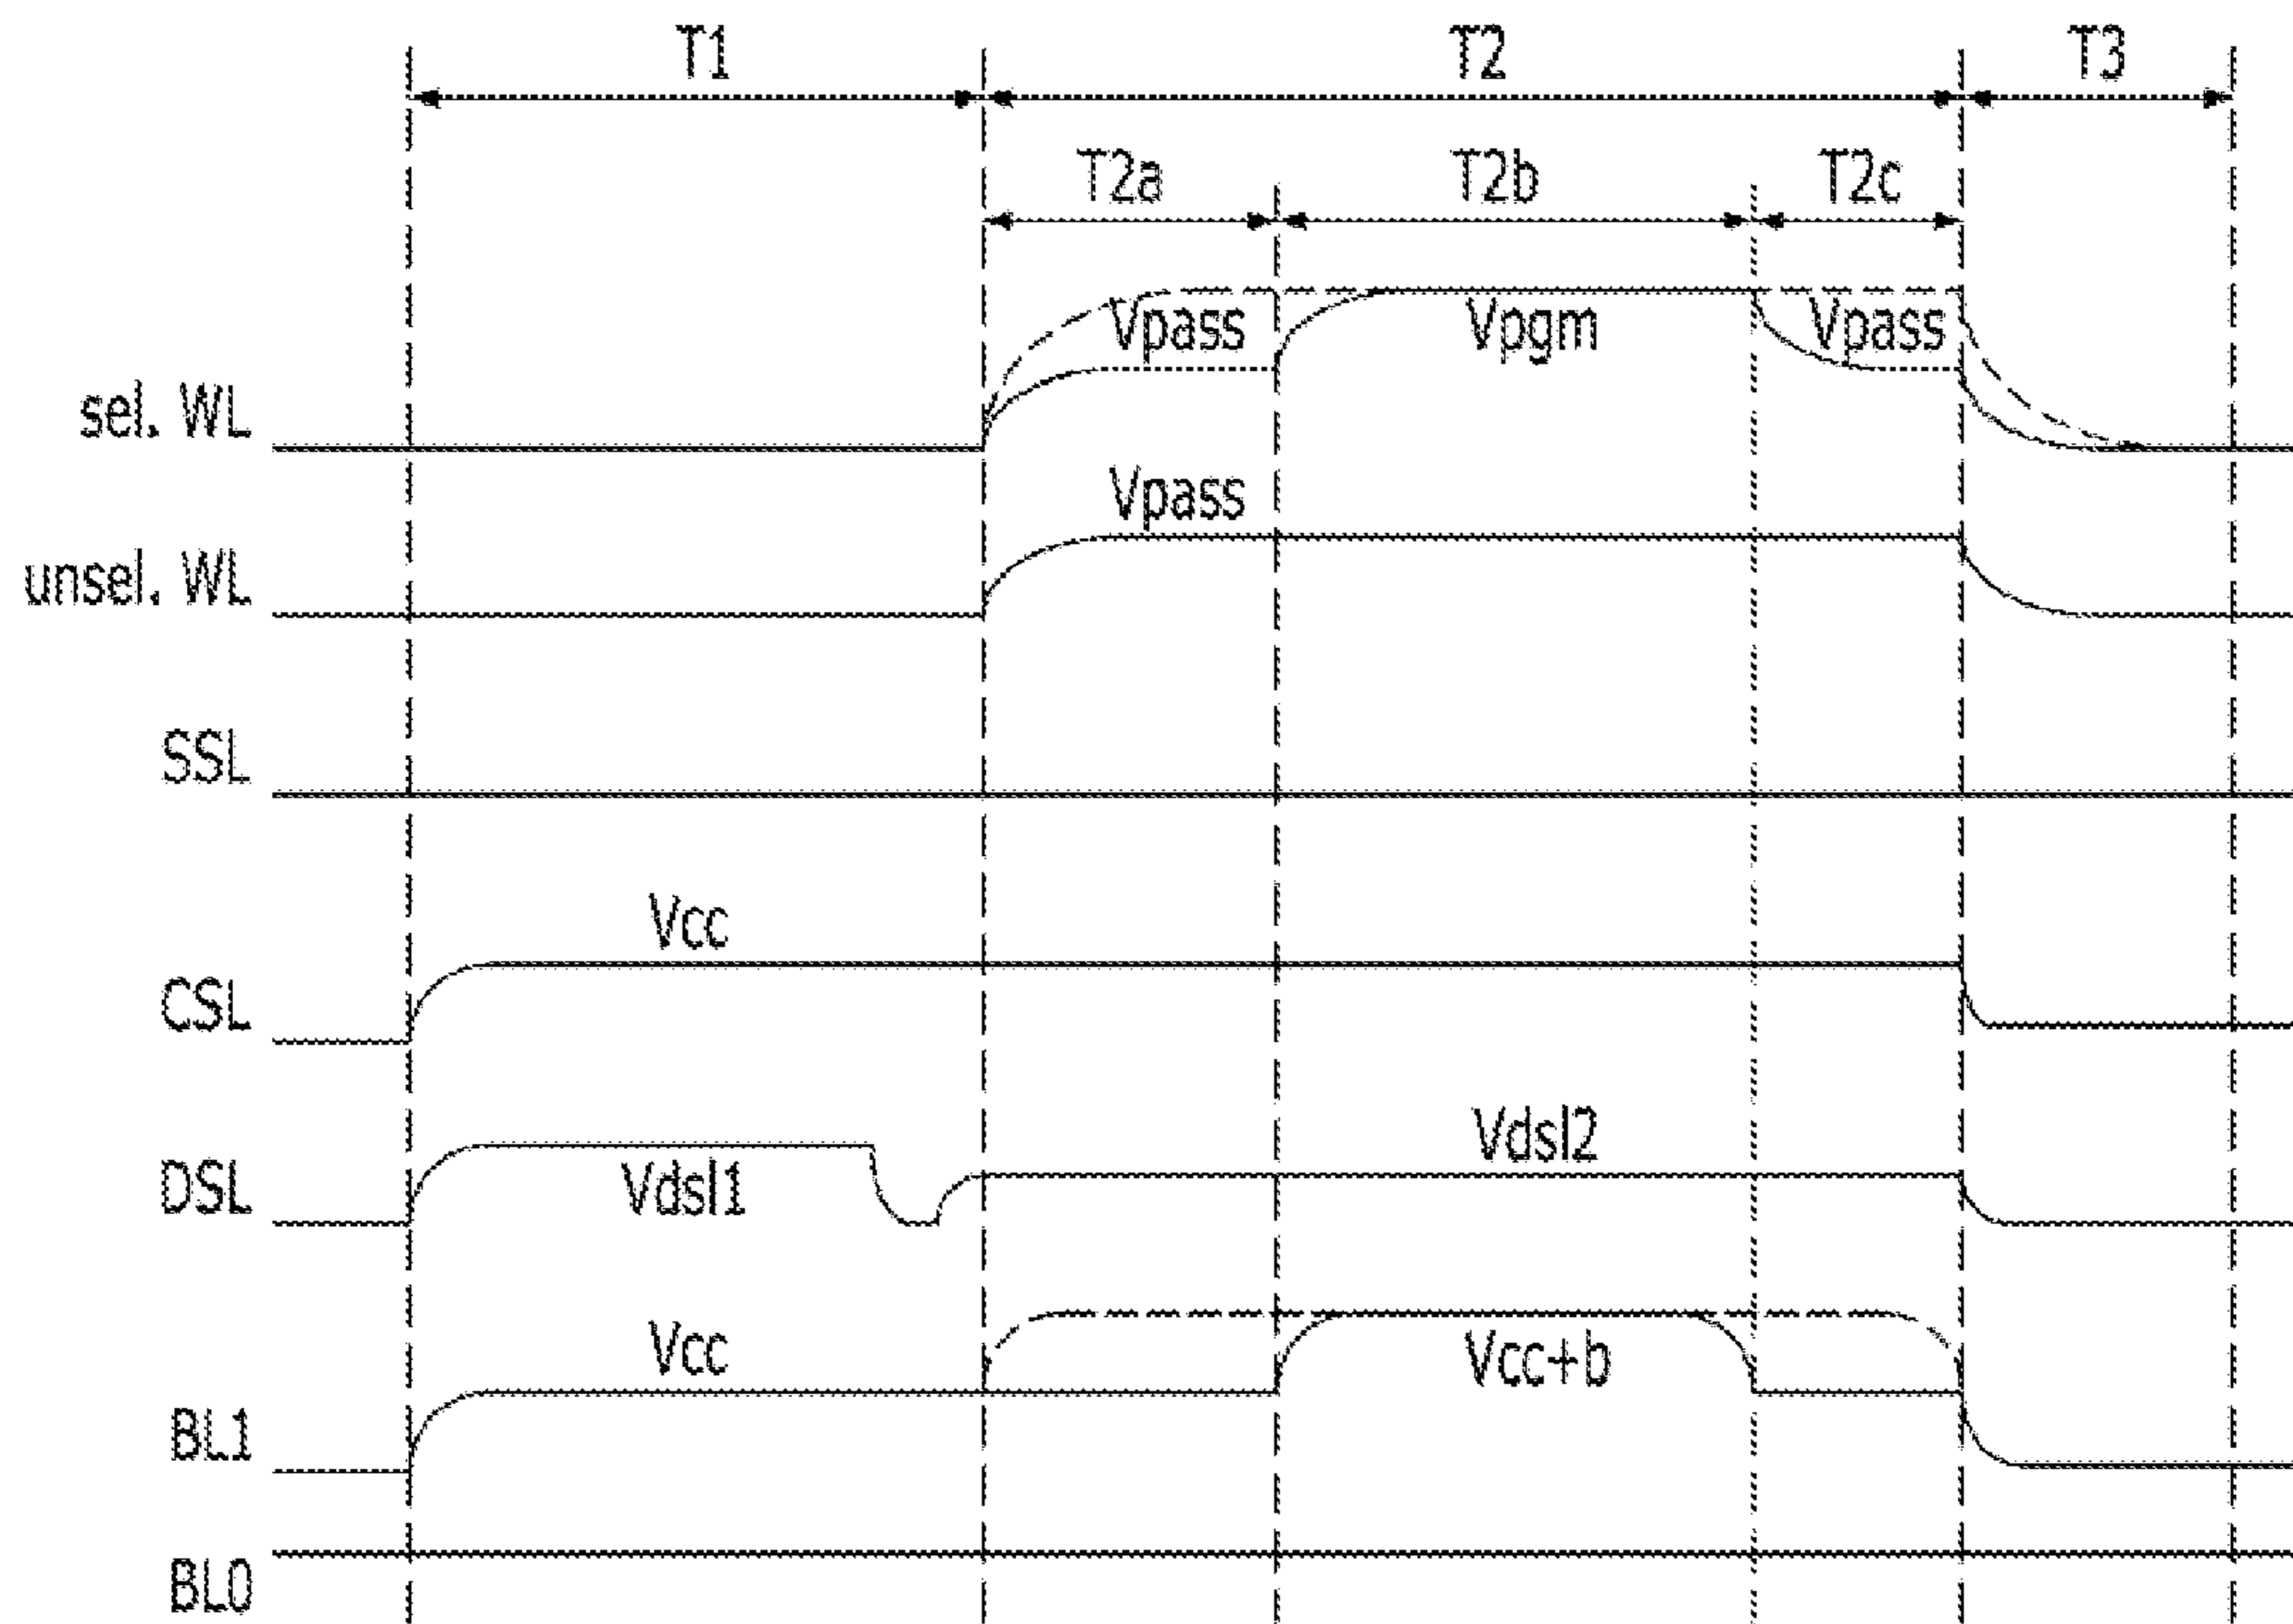 T1 T2 T3
T2a T2b T2c
Vpass Vpgm Vpass
sel. WL
Vpass
unsel. WL
SSL
Vcc
CSL
Vdsl2
DSL Vdsl1
Vcc Vcc+b
BL1
BL0